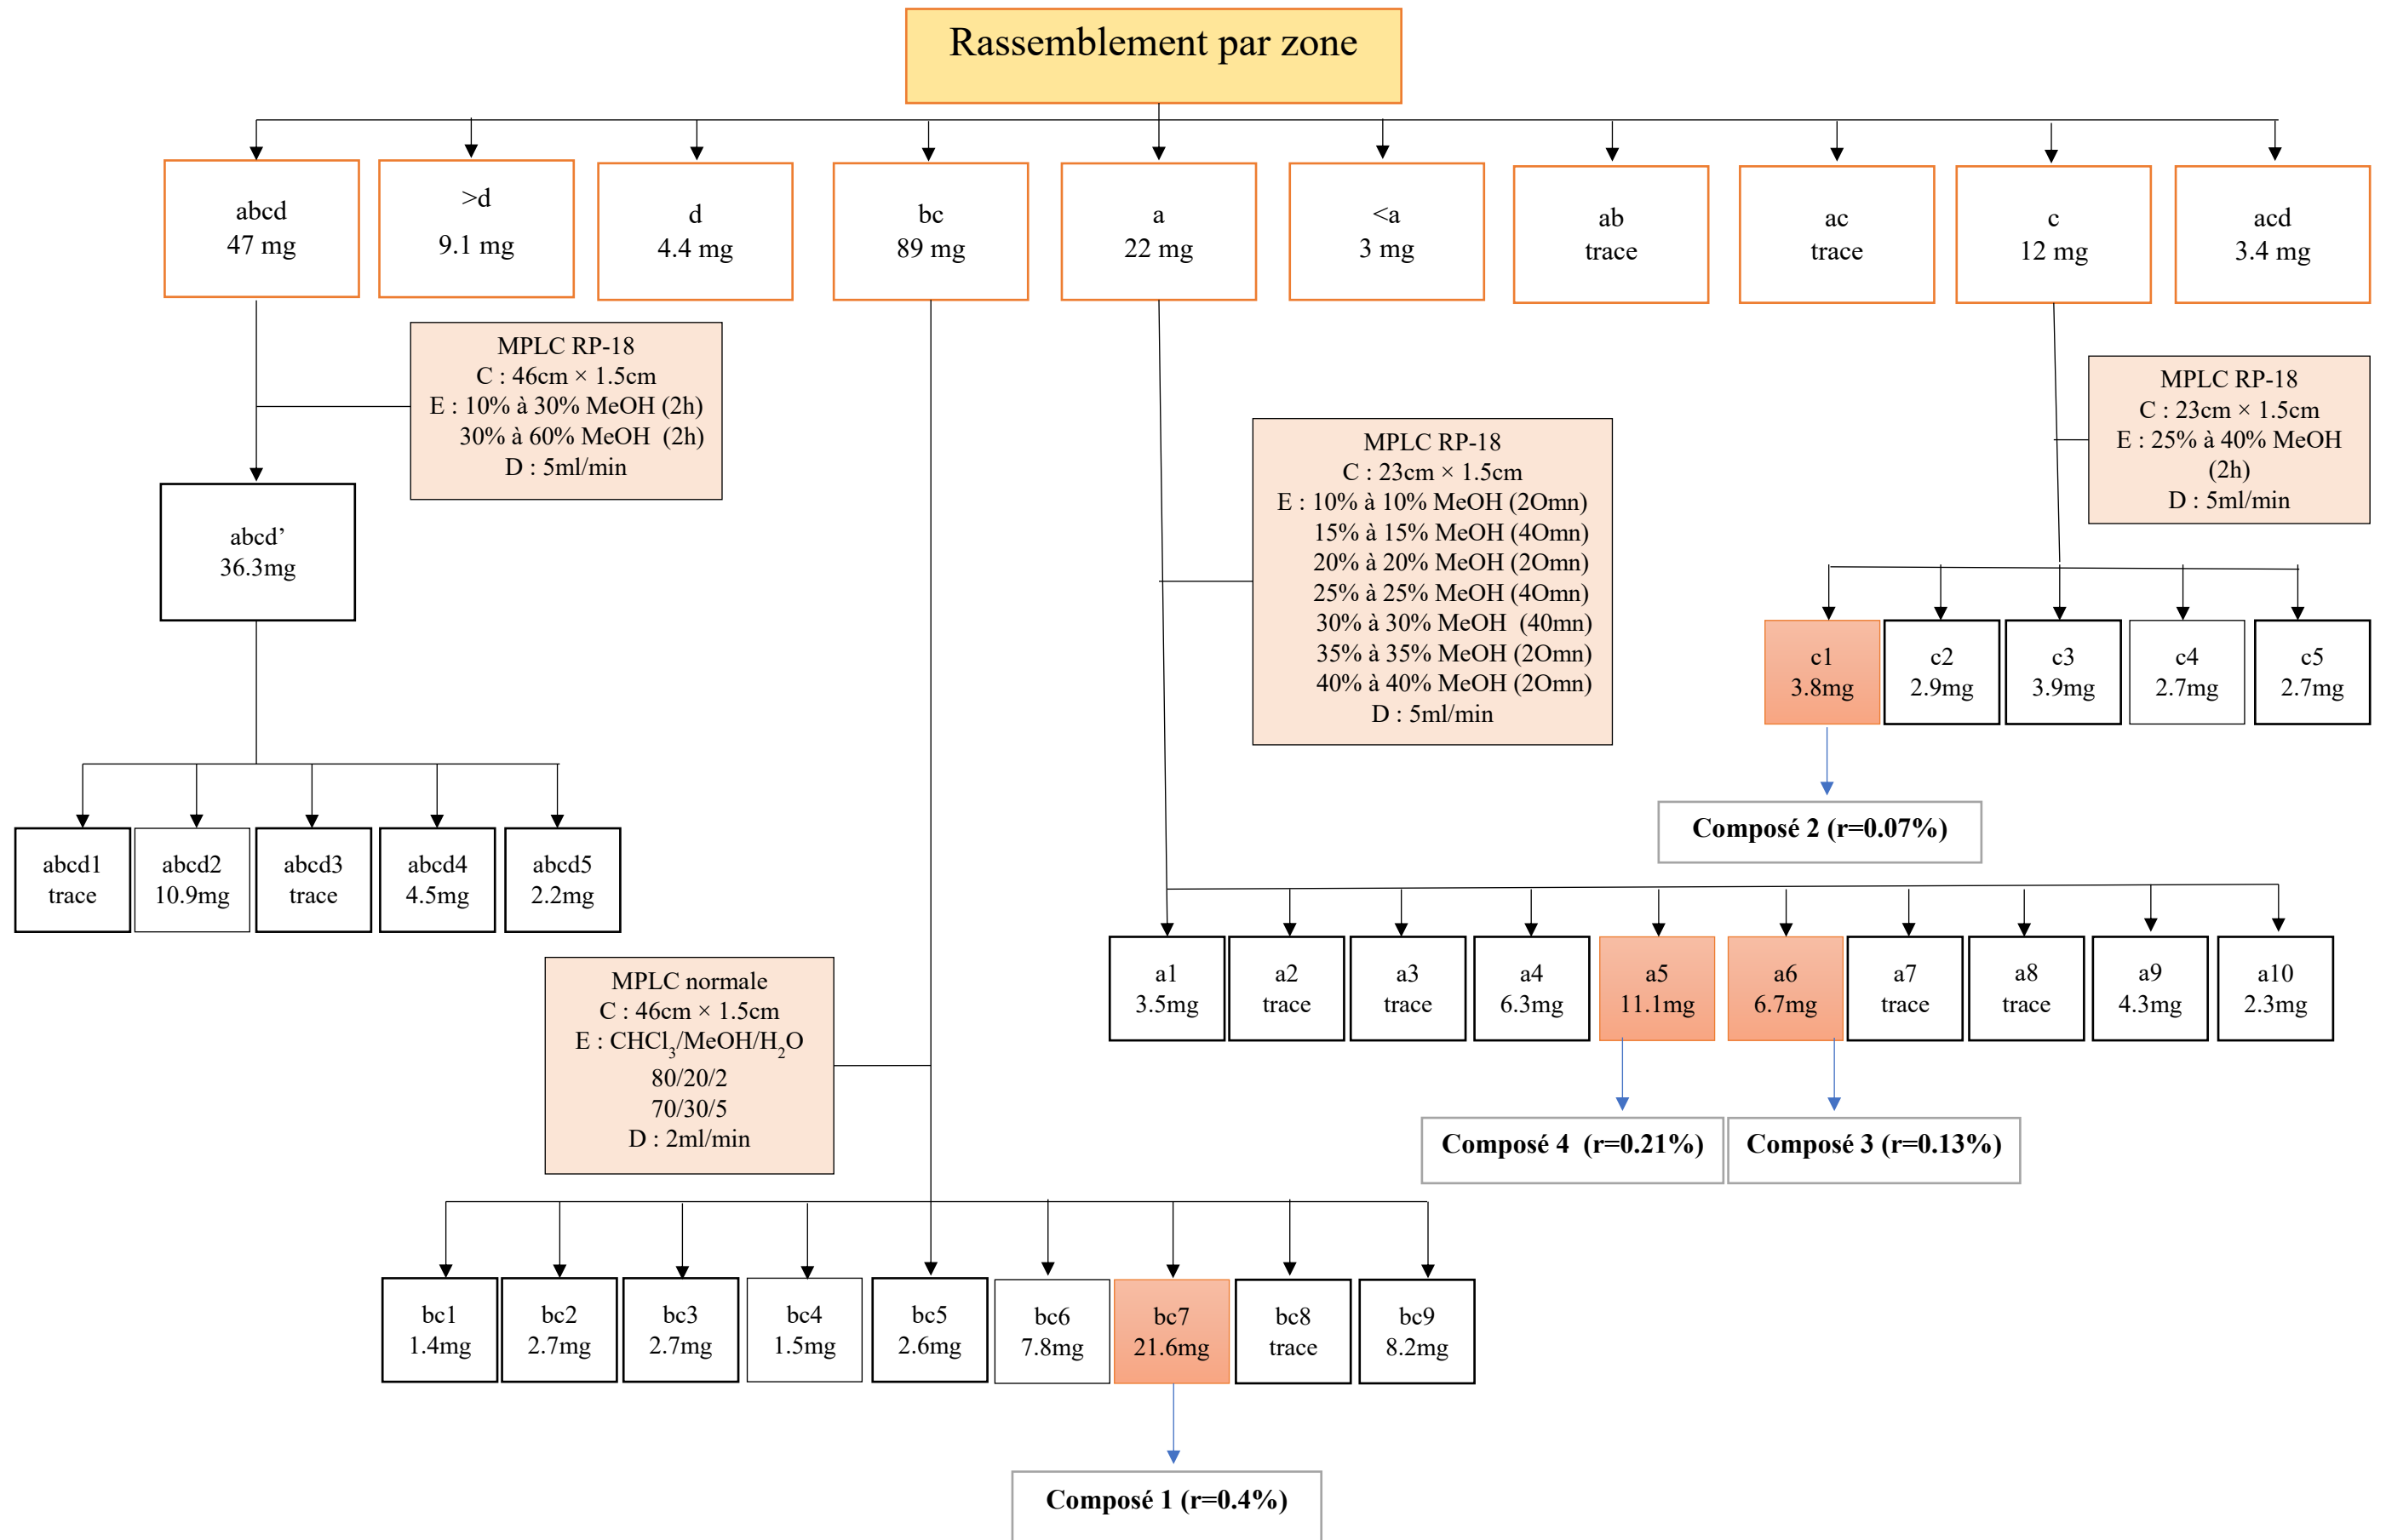 Rassemblement par zone
abcd
47 mg
>d
9.1 mg
d
4.4 mg
bc
89 mg
a
22 mg
<a
3 mg
ab
trace
ac
trace
c
12 mg
acd
3.4 mg
MPLC RP-18
C : 46cm × 1.5cm
E : 10% à 30% MeOH (2h)
30% à 60% MeOH (2h)
D : 5ml/min
MPLC RP-18
C : 23cm × 1.5cm
E : 25% à 40% MeOH
(2h)
D : 5ml/min
MPLC RP-18
C : 23cm × 1.5cm
E : 10% à 10% MeOH (2Omn)
15% à 15% MeOH (4Omn)
20% à 20% MeOH (2Omn)
25% à 25% MeOH (4Omn)
30% à 30% MeOH (40mn)
35% à 35% MeOH (2Omn)
40% à 40% MeOH (2Omn)
D : 5ml/min
abcd’
36.3mg
c1
3.8mg
c2
2.9mg
c3
3.9mg
c4
2.7mg
c5
2.7mg
Composé 2 (r=0.07%)
abcd1
trace
abcd2
10.9mg
abcd3
trace
abcd4
4.5mg
abcd5
2.2mg
a1
3.5mg
a2
trace
a3
trace
a4
6.3mg
a5
11.1mg
a6
6.7mg
a7
trace
a8
trace
a9
4.3mg
a10
2.3mg
MPLC normale
C : 46cm × 1.5cm
E : CHCl3/MeOH/H2O
80/20/2
70/30/5
D : 2ml/min
Composé 4 (r=0.21%)
Composé 3 (r=0.13%)
bc1
1.4mg
bc2
2.7mg
bc3
2.7mg
bc4
1.5mg
bc5
2.6mg
bc6
7.8mg
bc7
21.6mg
bc8
trace
bc9
8.2mg
Composé 1 (r=0.4%)